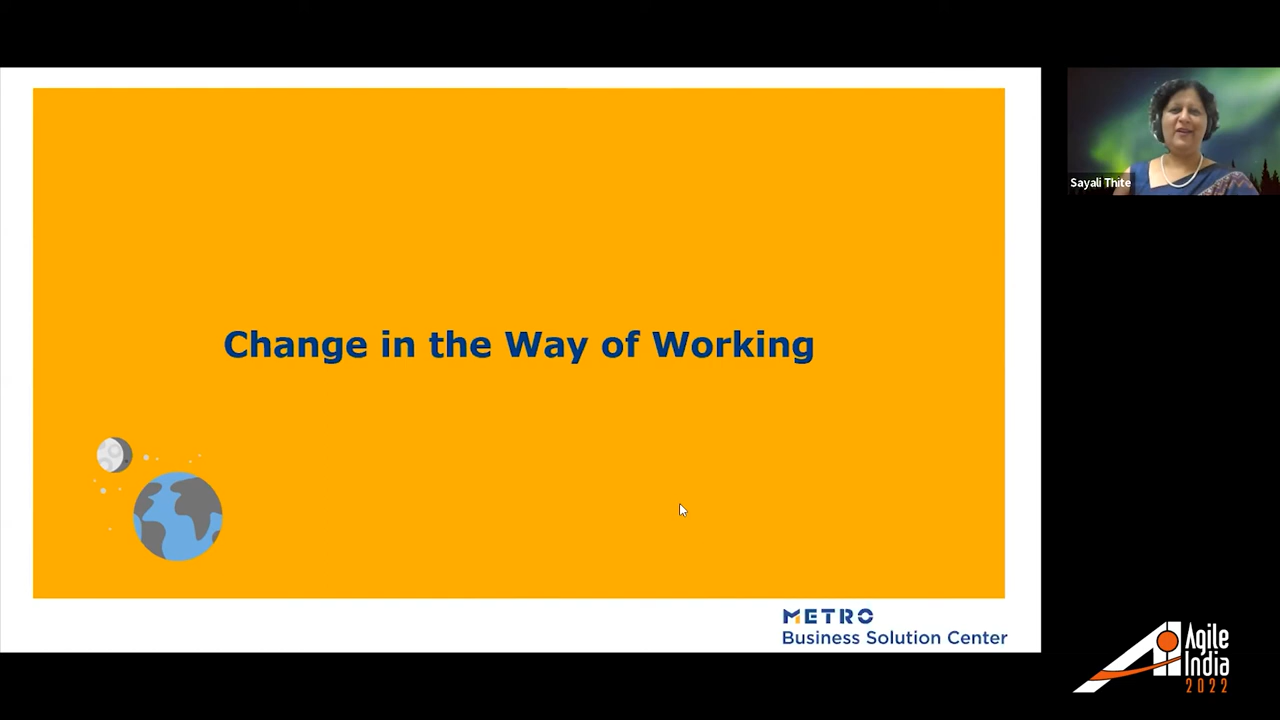 Change in the Way of Working
METRO
Business Solution Center
Sayali Thite
Agile
India
2022